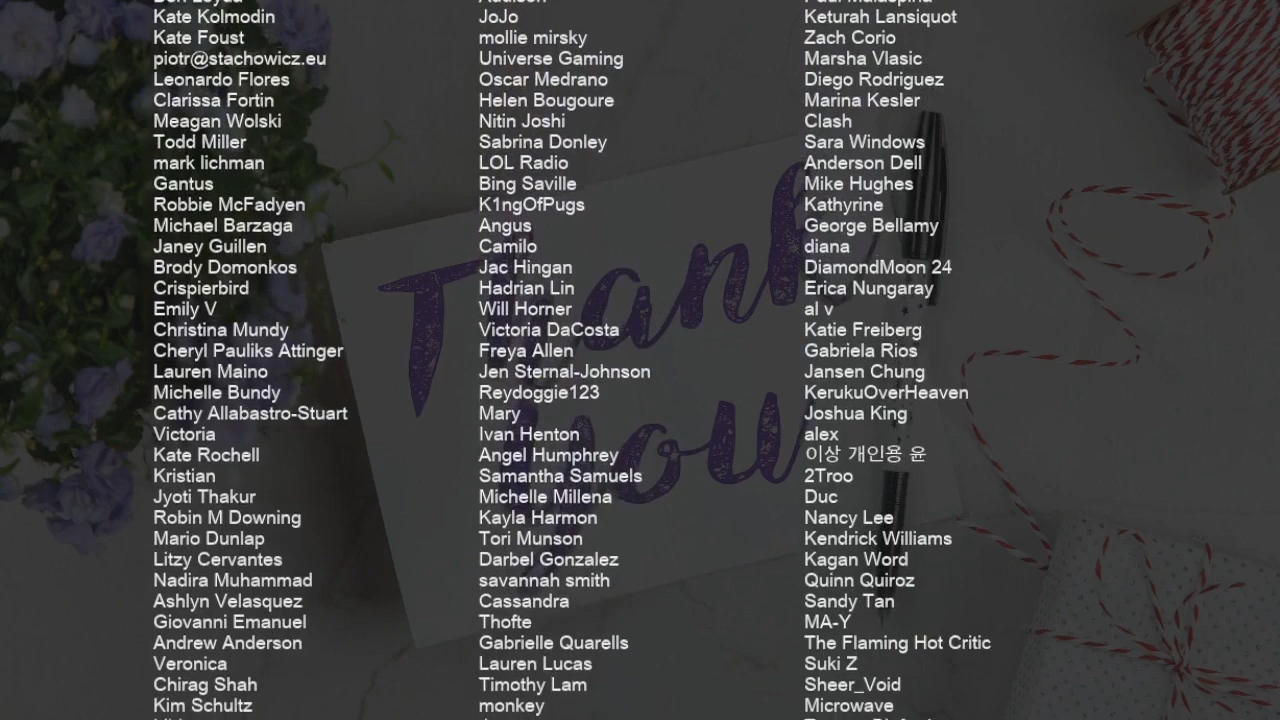 Kate Kolmodin
Kate Foust
piotr@stachowicz.eu
Leonardo Flores
Clarissa Fortin
Meagan Wolski
Todd Miller
mark lichman
Gantus
Robbie McFadyen
Michael Barzaga
Janey Guillen
Brody Domonkos
Crispierbird
Emily V
Christina Mundy
Cheryl Pauliks Attinger
Lauren Maino
Michelle Bundy
Cathy Allabastro-Stuart
Victoria
Kate Rochell
Kristian
Jyoti Thakur
Robin M Downing
Mario Dunlap
Litzy Cervantes
Nadira Muhammad
Ashlyn Velasquez
Giovanni Emanuel
Andrew Anderson
Veronica
Chirag Shah
Kim Schultz
JoJo
mollie mirsky
Universe Gaming
Oscar Medrano
Helen Bougoure
Nitin Joshi
Sabrina Donley
LOL Radio
Bing Saville
K1ngOfPugs
Angus
Camilo
Jac Hingan
Hadrian Lin
Will Horner
Victoria DaCosta
Freya Allen
Jen Sternal-Johnson
Reydoggie123
Mary
Ivan Henton
Angel Humphrey
Samantha Samuels
Michelle Millena
Kayla Harmon
Tori Munson
Darbel Gonzalez
savannah smith
Cassandra
Thofte
Gabrielle Quarells
Lauren Lucas
Timothy Lam
monkey
Keturah Lansiquot
Zach Corio
Marsha Vlasic
Diego Rodriguez
Marina Kesler
Clash
Sara Windows
Anderson Dell
Mike Hughes
Kathyrine
George Bellamy
diana
DiamondMoon 24
Erica Nungaray
al v
Katie Freiberg
Gabriela Rios
Jansen Chung
KerukuOverHeaven
Joshua King
alex
이상 개인용 윤
2Troo
Duc
Nancy Lee
Kendrick Williams
Kagan Word
Quinn Quiroz
Sandy Tan
MA-Y
The Flaming Hot Critic
Suki Z
Sheer_Void
Microwave
Thank
you